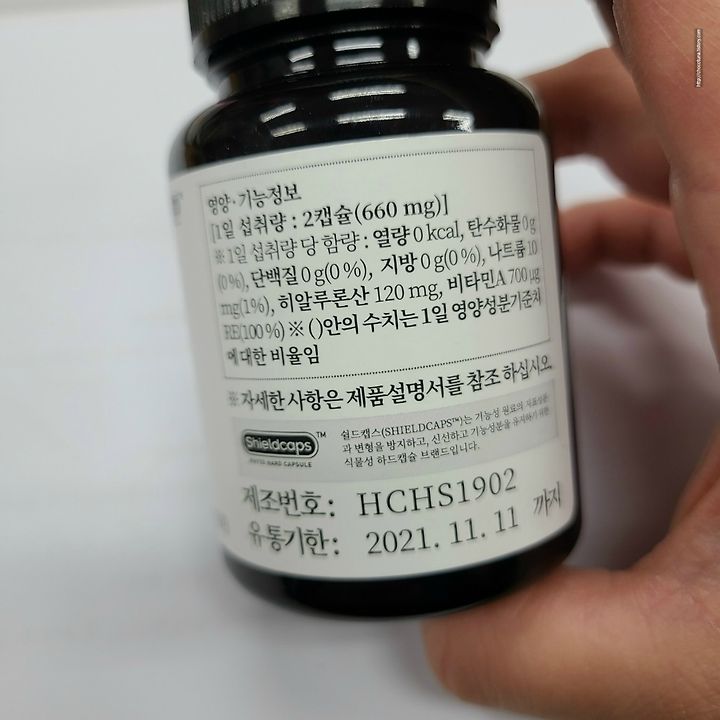 영양·기능정보
[1일 섭취량 : 2캡슐(660 mg)]
※ 1일 섭취량 당 함량 : 열량 0 kcal, 탄수화물 0 g
(0 %), 단백질 0 g(0 %), 지방 0 g(0 %), 나트륨 10
mg(1%), 히알루론산 120 mg, 비타민A 700 μg
RE(100 %) ※ ( )안의 수치는 1일 영양성분기준치
에 대한 비율임
※ 자세한 사항은 제품설명서를 참조 하십시오.
Shieldcaps™
HARD CAPSULE
쉴드캡스(SHIELDCAPS™)는 기능성 원료의
과 변형을 방지하고, 신선하고 기능성분을 유지하기 위한
식물성 하드캡슐 브랜드입니다.
제조번호 : HCHS1902
유통기한 : 2021. 11. 11 까지